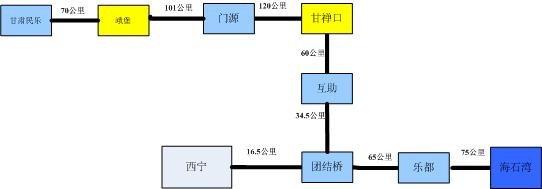 70公里
101公里
120公里
甘肃民乐
峨堡
门源
甘禅口
60公里
互助
34.5公里
16.5公里
65公里
75公里
西宁
团结桥
乐都
海石湾